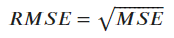 RMSE = √MSE